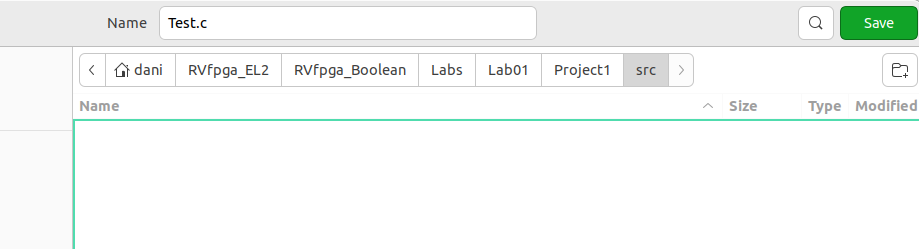 Name Test.c Save
dani RVfpga_EL2 RVfpga_Boolean Labs Lab01 Project1 src
Name Size Type Modified